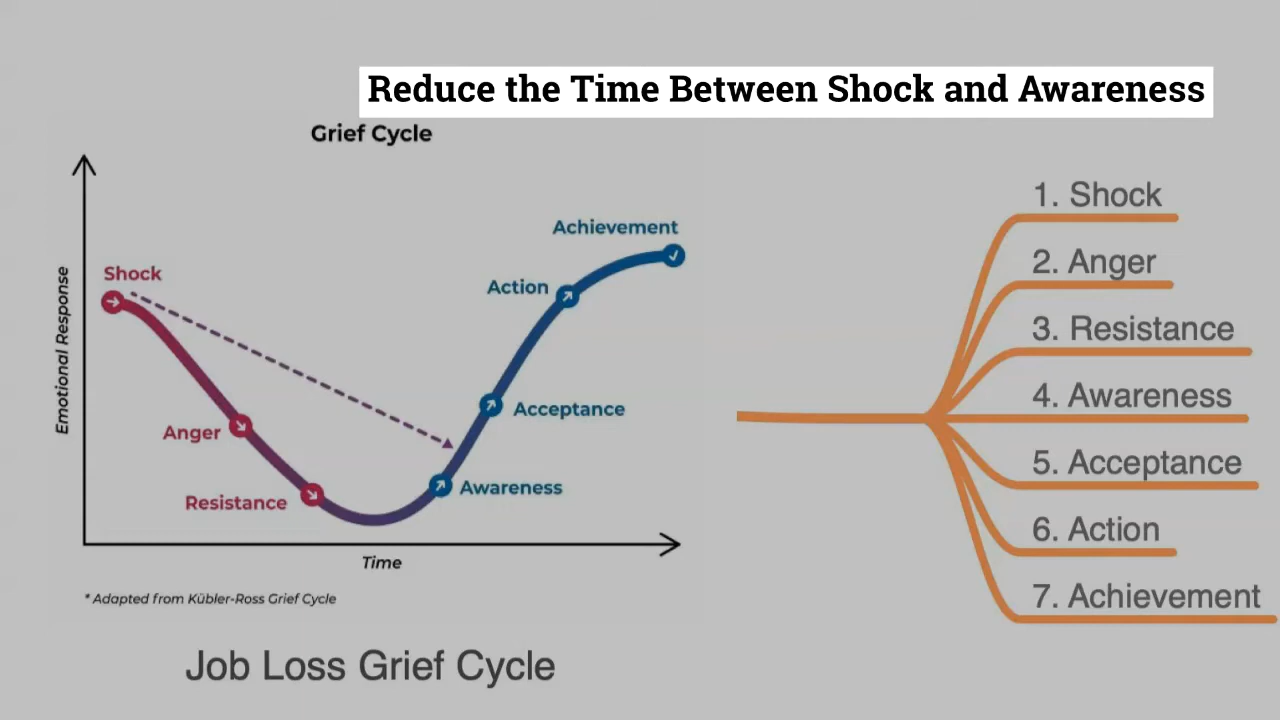 Reduce the Time Between Shock and Awareness
Grief Cycle
Emotional Response
Shock
Anger
Resistance
Awareness
Acceptance
Action
Achievement
Time
* Adapted from Kübler-Ross Grief Cycle
Job Loss Grief Cycle
1. Shock
2. Anger
3. Resistance
4. Awareness
5. Acceptance
6. Action
7. Achievement